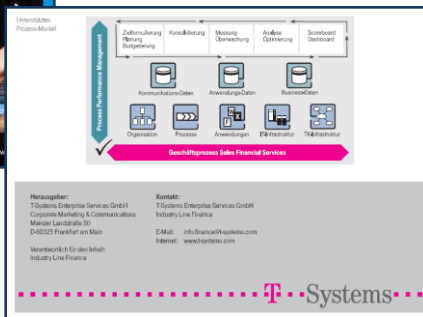 Unterstütztes
Prozess-Modell
Process Performance Management
Zielformulierung
Planung
Budgetierung
Konsolidierung
Messung
Überwachung
Analyse
Optimierung
Scoreboard
Dashboard
Kommunikations-Daten
Anwendungs-Daten
Business-Daten
Organisation
Prozesse
Anwendungen
IT-Infrastruktur
TK-Infrastruktur
Geschäftsprozess Sales Financial Services
Herausgeber:
T-Systems Enterprise Services GmbH
Corporate Marketing & Communications
Mainzer Landstraße 50
D-60325 Frankfurt am Main
Verantwortlich für den Inhalt:
Industry Line Finance
Kontakt:
T-Systems Enterprise Services GmbH
Industry Line Finance
E-Mail: info.finance@t-systems.com
Internet: www.t-systems.com
T Systems